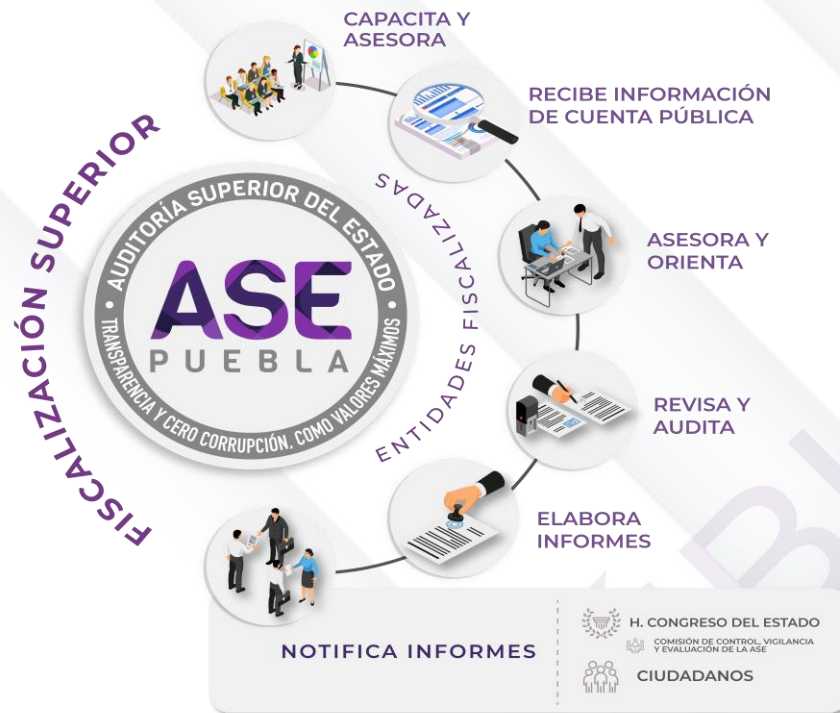 CAPACITA Y
ASESORA
RECIBE INFORMACIÓN
DE CUENTA PÚBLICA
ASESORA Y
ORIENTA
REVISA Y
AUDITA
ELABORA
INFORMES
NOTIFICA INFORMES
H. CONGRESO DEL ESTADO
COMISIÓN DE CONTROL, VIGILANCIA
Y EVALUACIÓN DE LA ASE
CIUDADANOS
FISCALIZACIÓN SUPERIOR
ENTIDADES FISCALIZADAS
• AUDITORÍA SUPERIOR DEL ESTADO •
ASE
PUEBLA
TRANSPARENCIA Y CERO CORRUPCIÓN, COMO VALORES MÁXIMOS